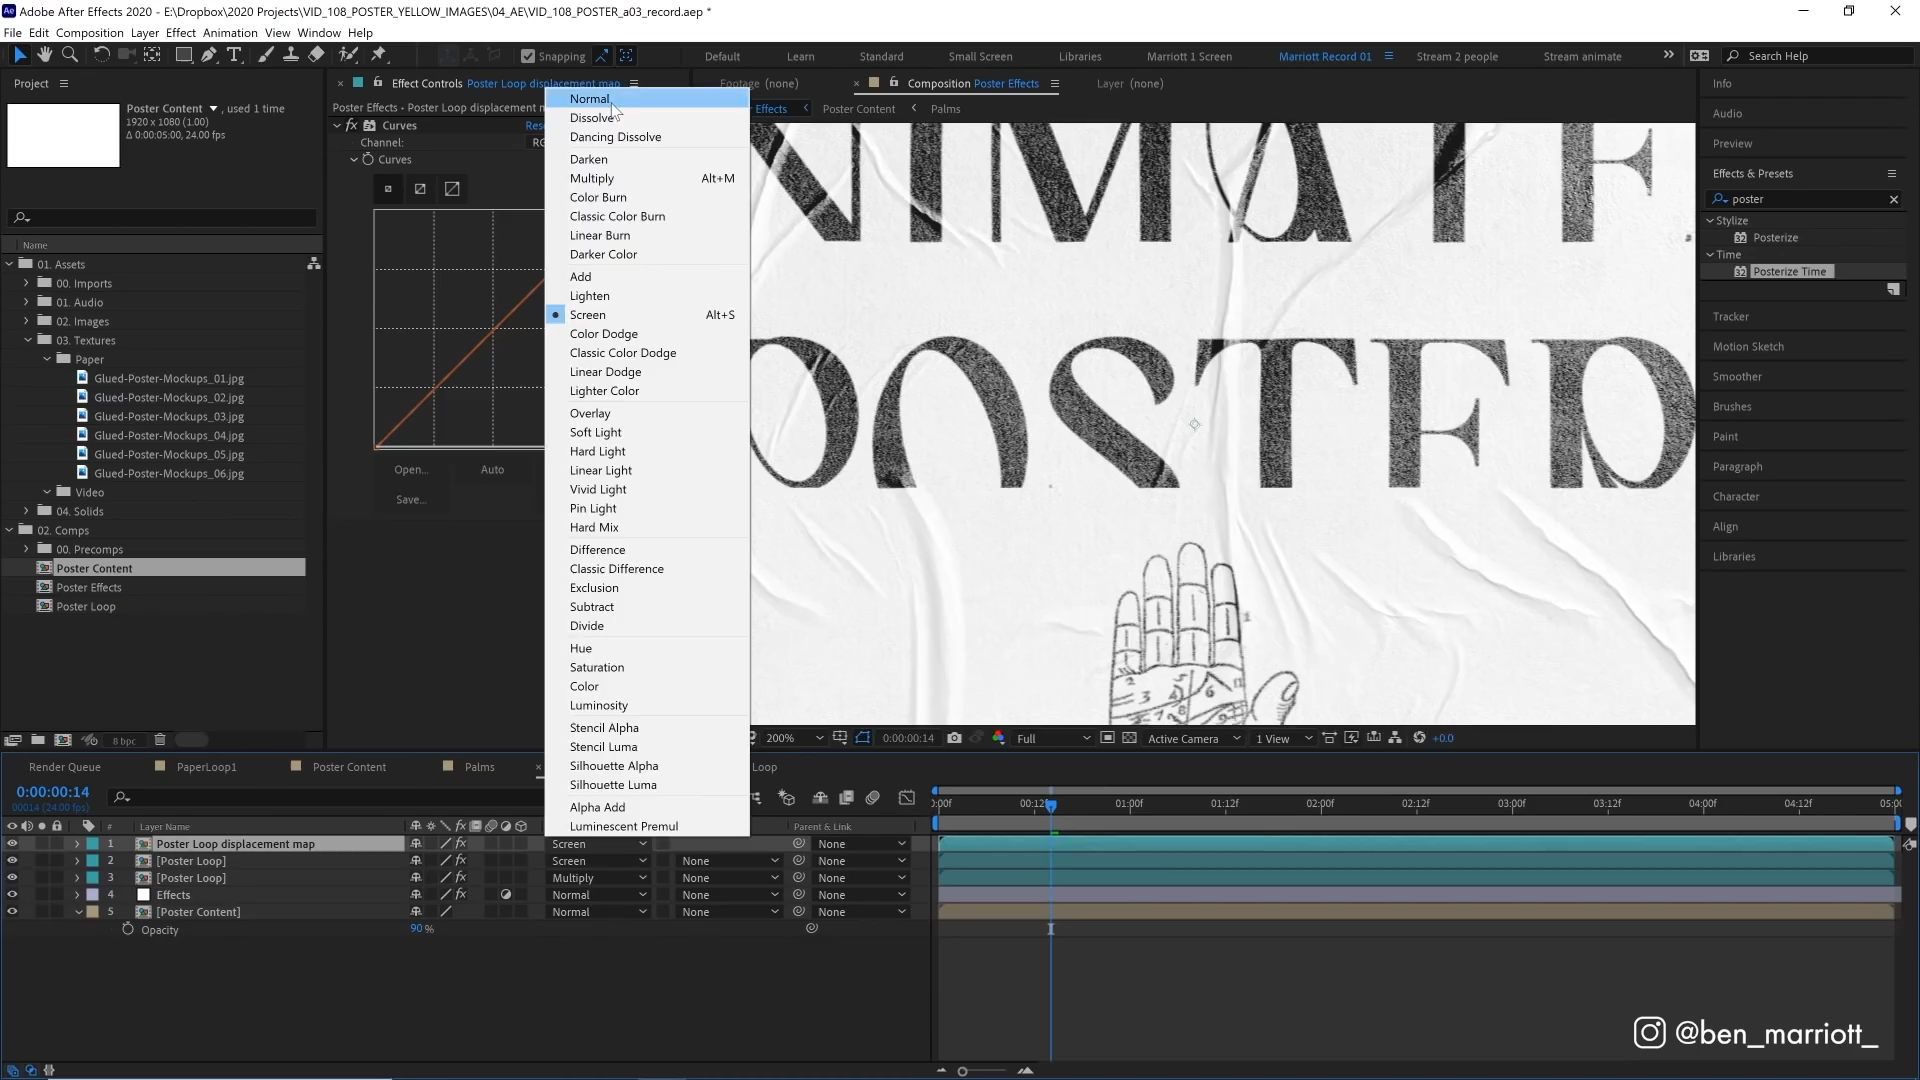 Adobe After Effects 2020 - E:\Dropbox\2020 Projects\VID_108_POSTER_YELLOW_IMAGES\04_AE\VID_108_POSTER_a03_record.aep *
File Edit Composition Layer Effect Animation View Window Help
Snapping
Default Learn Standard Small Screen Libraries Marriott 1 Screen Marriott Record 01 Stream 2 people Stream animate
Search Help
Project
Poster Content , used 1 time
1920 x 1080 (1.00)
Δ 0:00:05:00, 24.00 fps
Name
01. Assets
00. Imports
01. Audio
02. Images
03. Textures
Paper
Glued-Poster-Mockups_01.jpg
Glued-Poster-Mockups_02.jpg
Glued-Poster-Mockups_03.jpg
Glued-Poster-Mockups_04.jpg
Glued-Poster-Mockups_05.jpg
Glued-Poster-Mockups_06.jpg
Video
04. Solids
02. Comps
00. Precomps
Poster Content
Poster Effects
Poster Loop
8 bpc
Effect Controls Poster Loop displacement map
Poster Effects - Poster Loop displacement m
fx Curves
Channel:
Curves
Open...
Auto
Save...
Normal
Dissolve
Dancing Dissolve
Darken
Multiply Alt+M
Color Burn
Classic Color Burn
Linear Burn
Darker Color
Add
Lighten
Screen Alt+S
Color Dodge
Classic Color Dodge
Linear Dodge
Lighter Color
Overlay
Soft Light
Hard Light
Linear Light
Vivid Light
Pin Light
Hard Mix
Difference
Classic Difference
Exclusion
Subtract
Divide
Hue
Saturation
Color
Luminosity
Stencil Alpha
Stencil Luma
Silhouette Alpha
Silhouette Luma
Alpha Add
Luminescent Premul
Footage (none)
Composition Poster Effects
Layer (none)
Effects Poster Content Palms
NIMATE
POSTER
200% 0:00:00:14 Full Active Camera 1 View +0.0
Info
Audio
Preview
Effects & Presets
poster
Stylize
Posterize
Time
Posterize Time
Tracker
Motion Sketch
Smoother
Brushes
Paint
Paragraph
Character
Align
Libraries
Render Queue PaperLoop1 Poster Content Palms Loop
0:00:00:14
00014 (24.00 fps)
# Layer Name Parent & Link
1 Poster Loop displacement map Screen None
2 [Poster Loop] Screen None None
3 [Poster Loop] Multiply None None
4 Effects Normal None None
5 [Poster Content] Normal None None
Opacity 90 %
0:00f 00:12f 01:00f 01:12f 02:00f 02:12f 03:00f 03:12f 04:00f 04:12f 05:00
@ben_marriott_